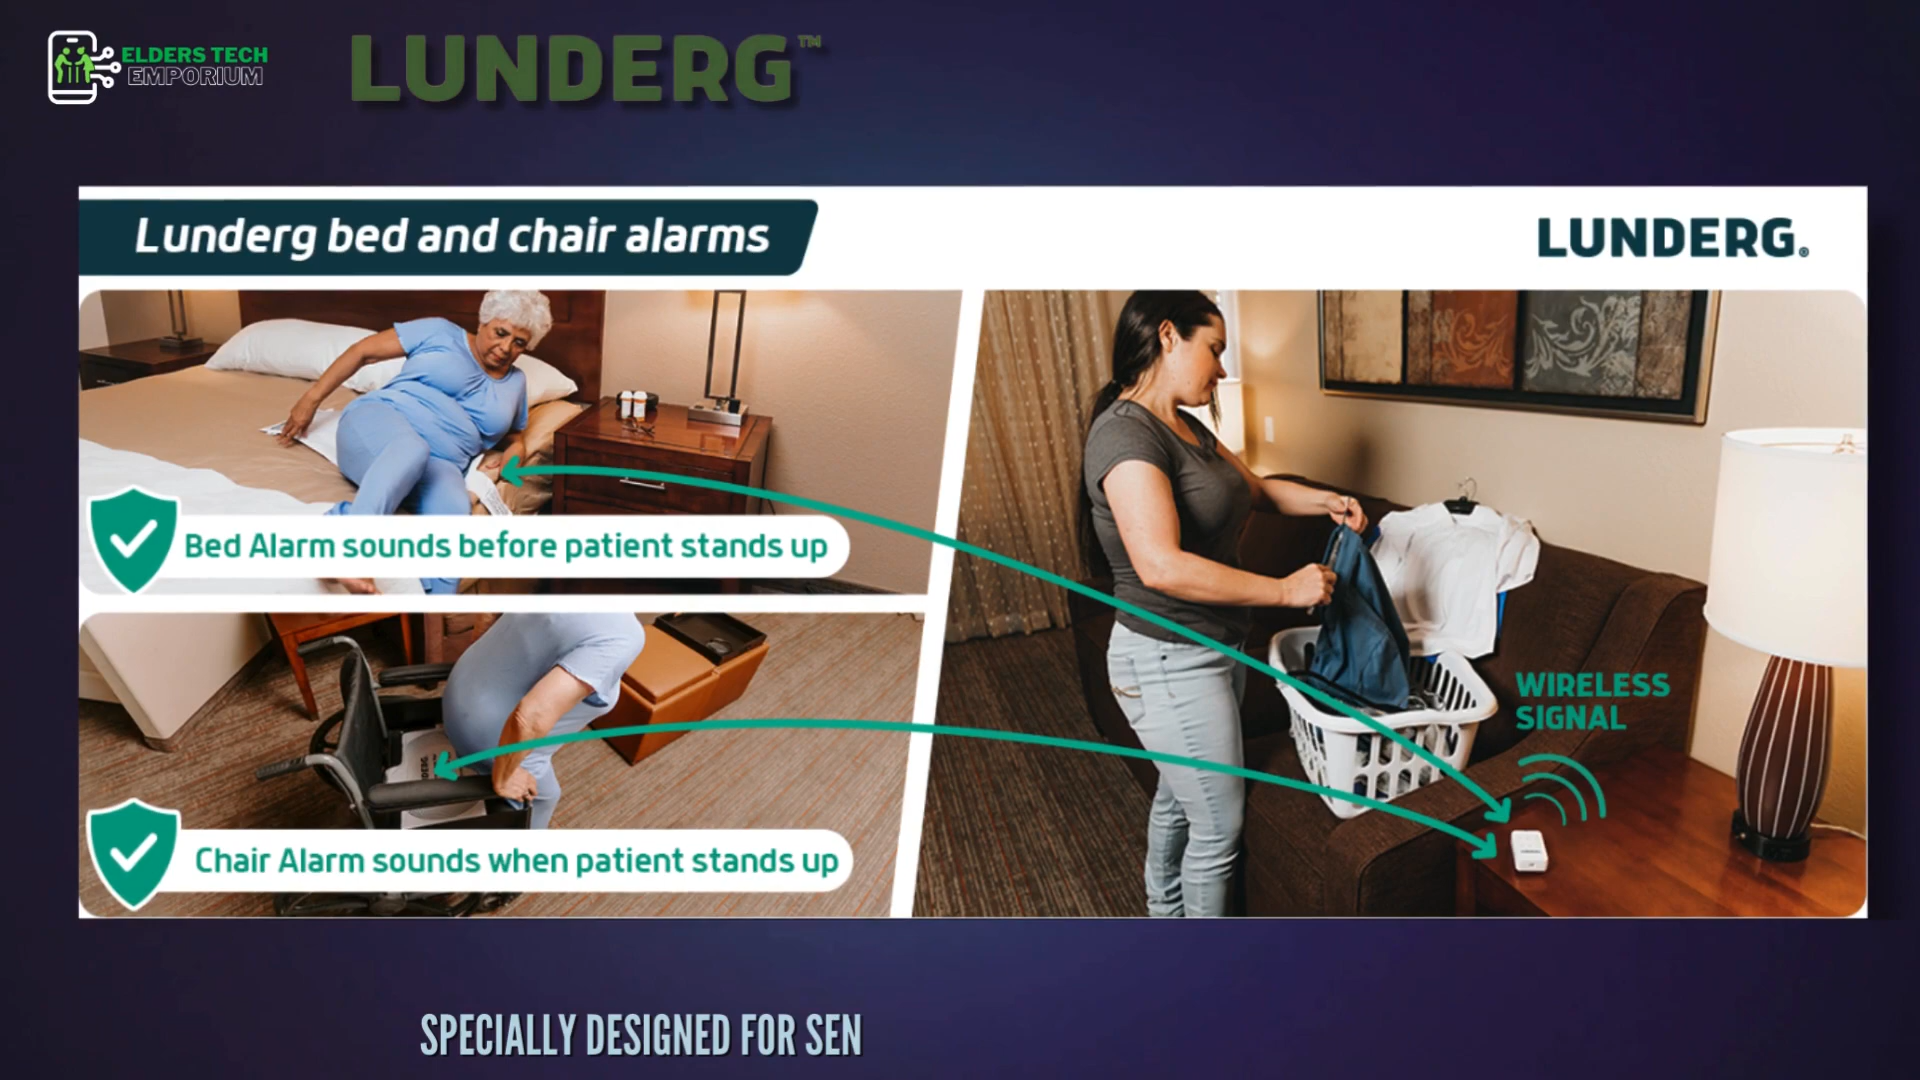 ELDERS TECH
EMPORIUM
LUNDERG™
Lunderg bed and chair alarms
LUNDERG®
Bed Alarm sounds before patient stands up
WIRELESS
SIGNAL
Chair Alarm sounds when patient stands up
SPECIALLY DESIGNED FOR SEN